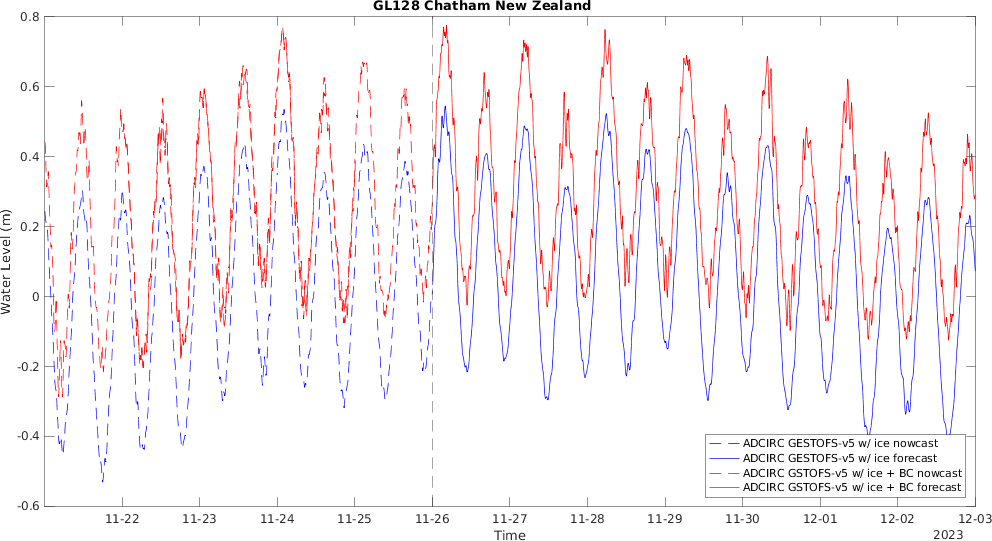 GL128 Chatham New Zealand
0.8
0.6
0.4
0.2
0
-0.2
-0.4
-0.6
Water Level (m)
ADCIRC GESTOFS-v5 w/ ice nowcast
ADCIRC GESTOFS-v5 w/ ice forecast
ADCIRC GSTOFS-v5 w/ ice + BC nowcast
ADCIRC GSTOFS-v5 w/ ice + BC forecast
11-22 11-23 11-24 11-25 11-26 11-27 11-28 11-29 11-30 12-01 12-02 12-03
Time
2023